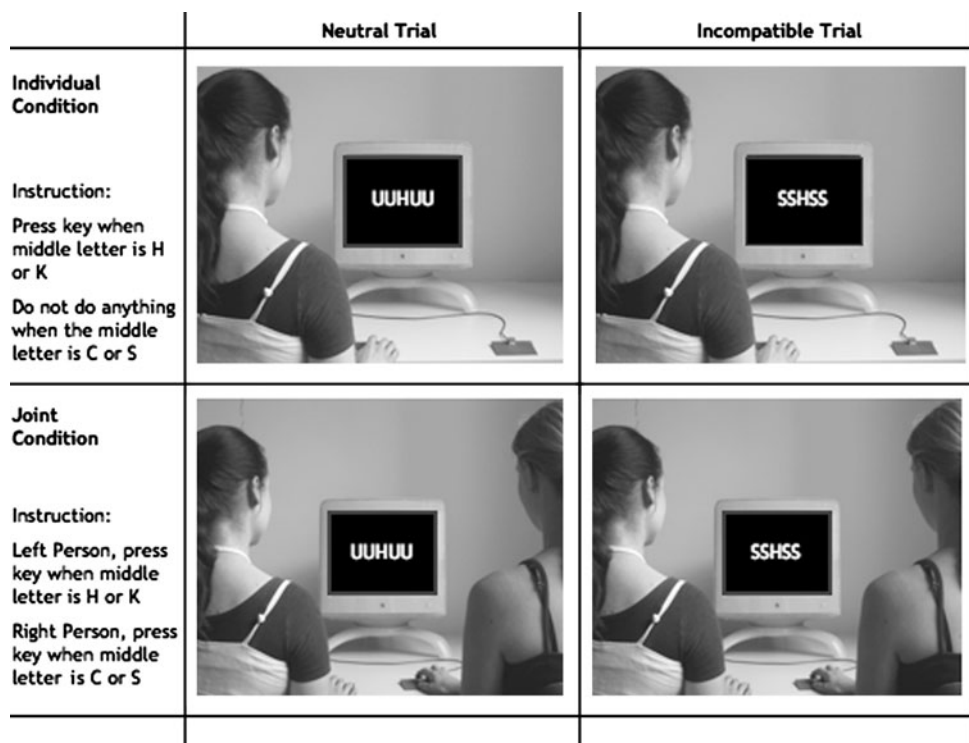 Neutral Trial
Incompatible Trial
Individual
Condition
Instruction:
Press key when
middle letter is H
or K
Do not do anything
when the middle
letter is C or S
UUHUU
SSHSS
Joint
Condition
Instruction:
Left Person, press
key when middle
letter is H or K
Right Person, press
key when middle
letter is C or S
UUHUU
SSHSS